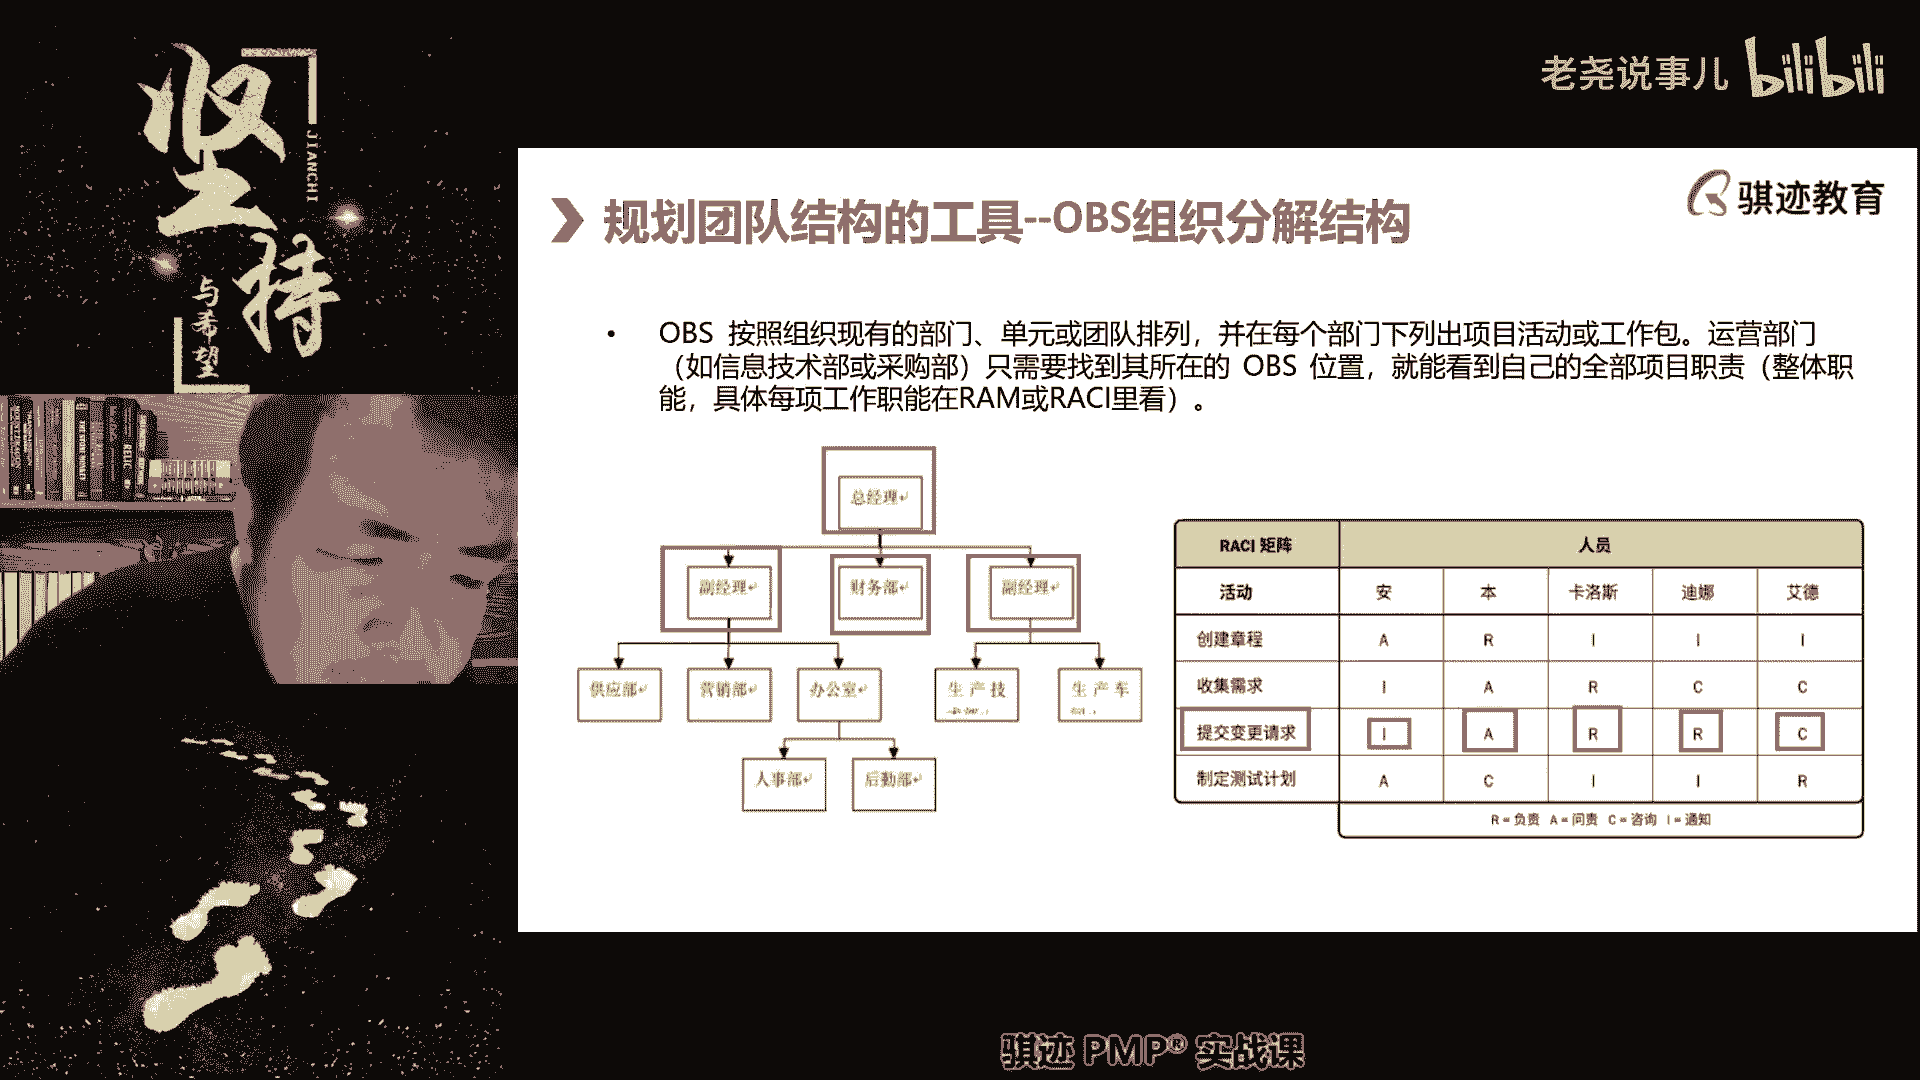 坚持
JIANCHI
与希望
老尧说事儿 bilibili
骐迹教育
规划团队结构的工具--OBS组织分解结构
• OBS 按照组织现有的部门、单元或团队排列，并在每个部门下列出项目活动或工作包。运营部门
（如信息技术部或采购部）只需要找到其所在的 OBS 位置，就能看到自己的全部项目职责（整体职
能，具体每项工作职能在RAM或RACI里看）。
总经理
副经理 财务部 副经理
供应部 营销部 办公室 生产技 生产车
人事部 后勤部
RACI 矩阵 人员
活动 安 本 卡洛斯 迪娜 艾德
创建章程 A R I I I
收集需求 I A R C C
提交变更请求 I A R R C
制定测试计划 A C I I R
R = 负责 A = 问责 C = 咨询 I = 通知
骐迹 PMP® 实战课